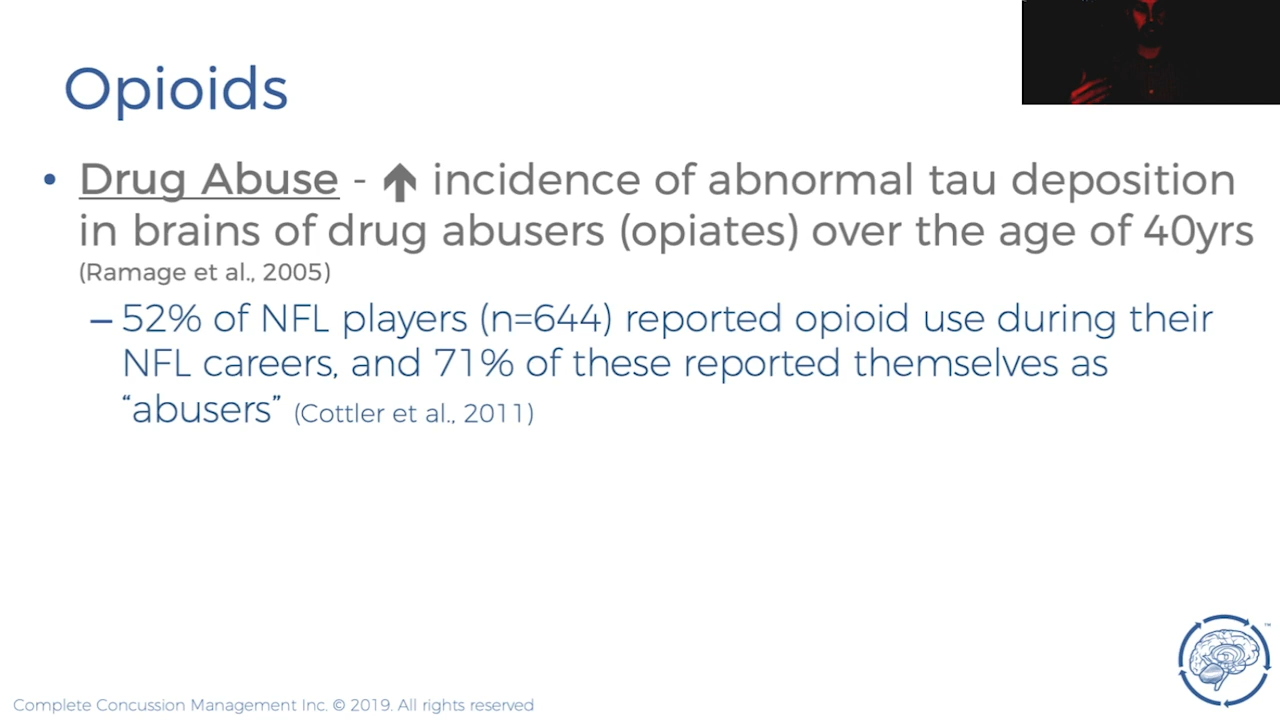 Opioids
• Drug Abuse - ↑ incidence of abnormal tau deposition
in brains of drug abusers (opiates) over the age of 40yrs
(Ramage et al., 2005)
– 52% of NFL players (n=644) reported opioid use during their
NFL careers, and 71% of these reported themselves as
“abusers” (Cottler et al., 2011)
™
Complete Concussion Management Inc. © 2019. All rights reserved